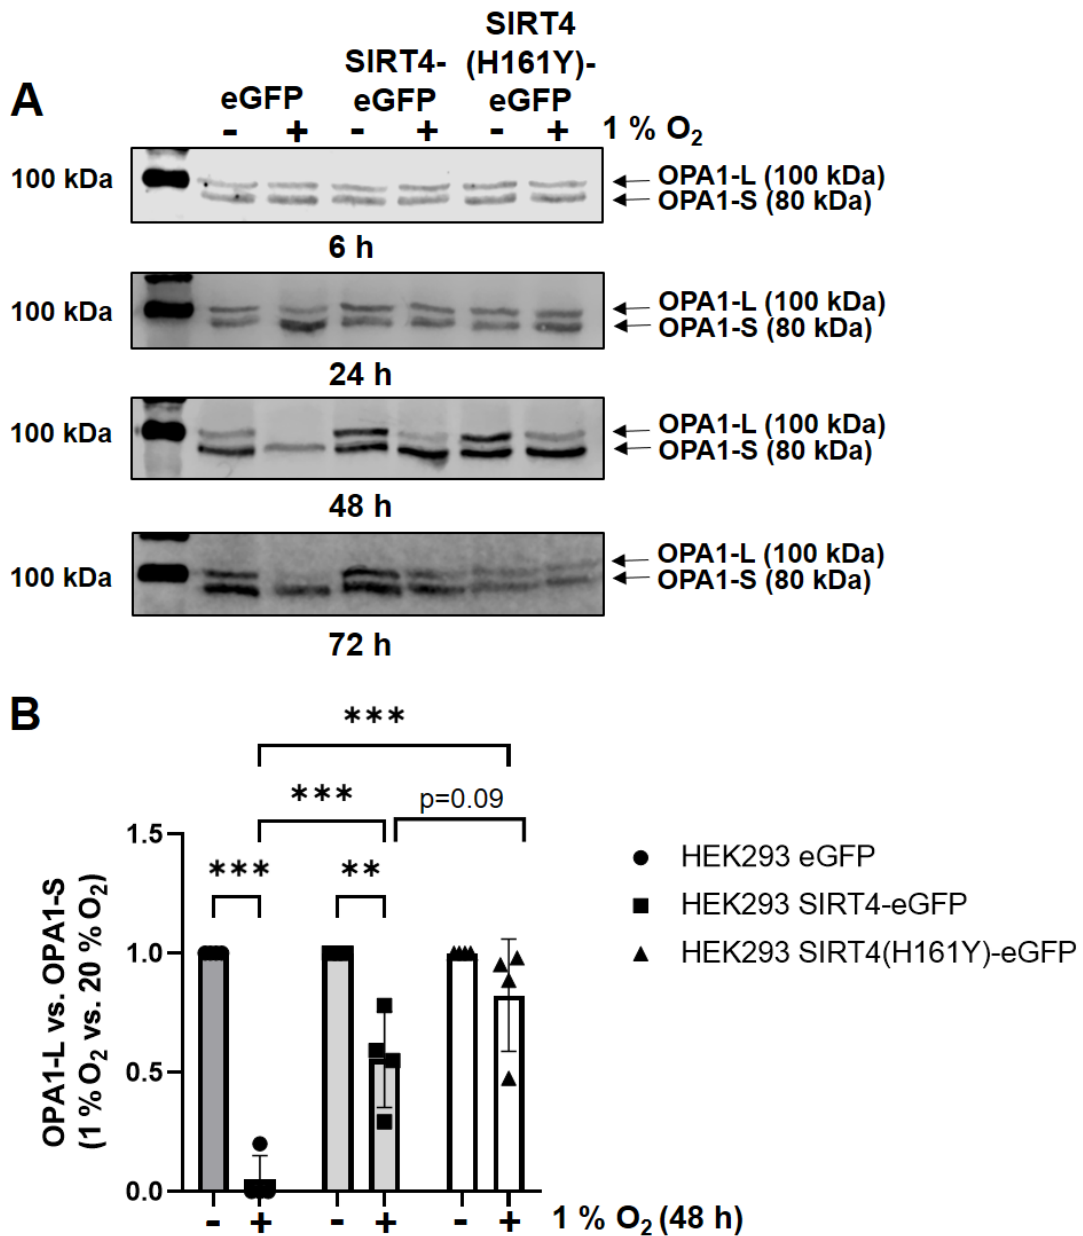 A
eGFP
SIRT4-
eGFP
SIRT4
(H161Y)-
eGFP
- + - + - + 1 % O₂
100 kDa
OPA1-L (100 kDa)
OPA1-S (80 kDa)
6 h
100 kDa
OPA1-L (100 kDa)
OPA1-S (80 kDa)
24 h
100 kDa
OPA1-L (100 kDa)
OPA1-S (80 kDa)
48 h
100 kDa
OPA1-L (100 kDa)
OPA1-S (80 kDa)
72 h
B
***
***
p=0.09
***
**
OPA1-L vs. OPA1-S
(1 % O₂ vs. 20 % O₂)
1.5
1.0
0.5
0.0
HEK293 eGFP
HEK293 SIRT4-eGFP
HEK293 SIRT4(H161Y)-eGFP
- + - + - + 1 % O₂ (48 h)